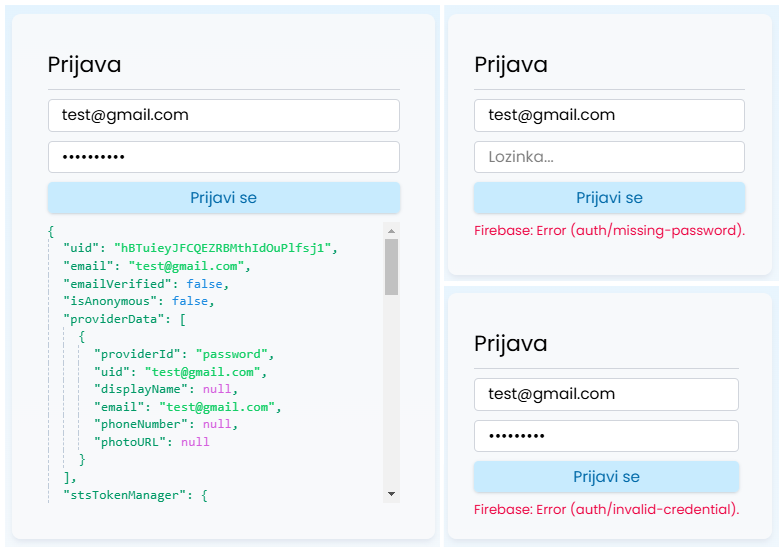 Prijava
test@gmail.com
••••••••••
Prijavi se
{
"uid": "hBTuieyJFCQEZRBMthIdOuPlfsj1",
"email": "test@gmail.com",
"emailVerified": false,
"isAnonymous": false,
"providerData": [
{
"providerId": "password",
"uid": "test@gmail.com",
"displayName": null,
"email": "test@gmail.com",
"phoneNumber": null,
"photoURL": null
}
],
"stsTokenManager": {
Prijava
test@gmail.com
Lozinka...
Prijavi se
Firebase: Error (auth/missing-password).
Prijava
test@gmail.com
•••••••••
Prijavi se
Firebase: Error (auth/invalid-credential).